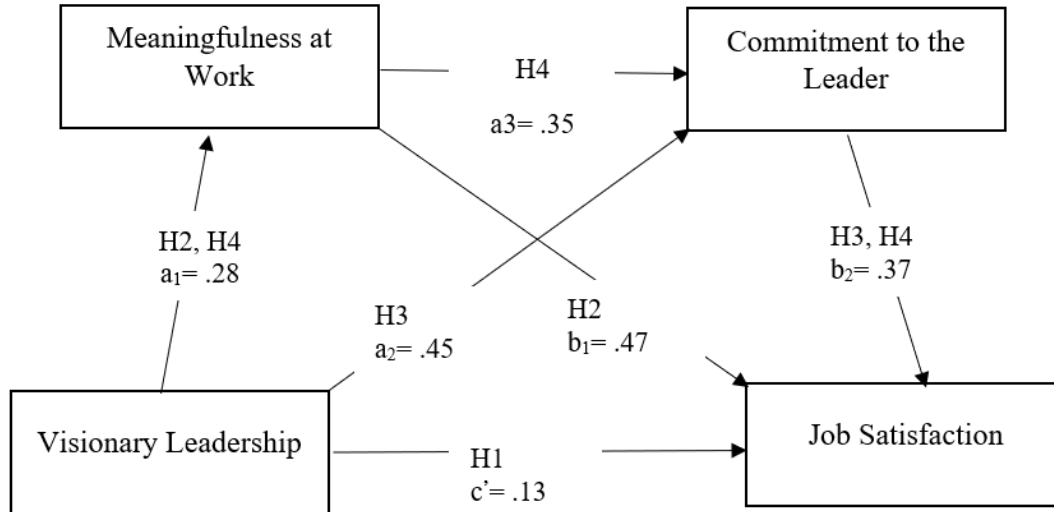 Meaningfulness at
Work
H4
a3= .35
Commitment to the
Leader
H2, H4
a₁= .28
H3
a₂= .45
H2
b₁= .47
H3, H4
b₂= .37
Visionary Leadership
H1
c’= .13
Job Satisfaction